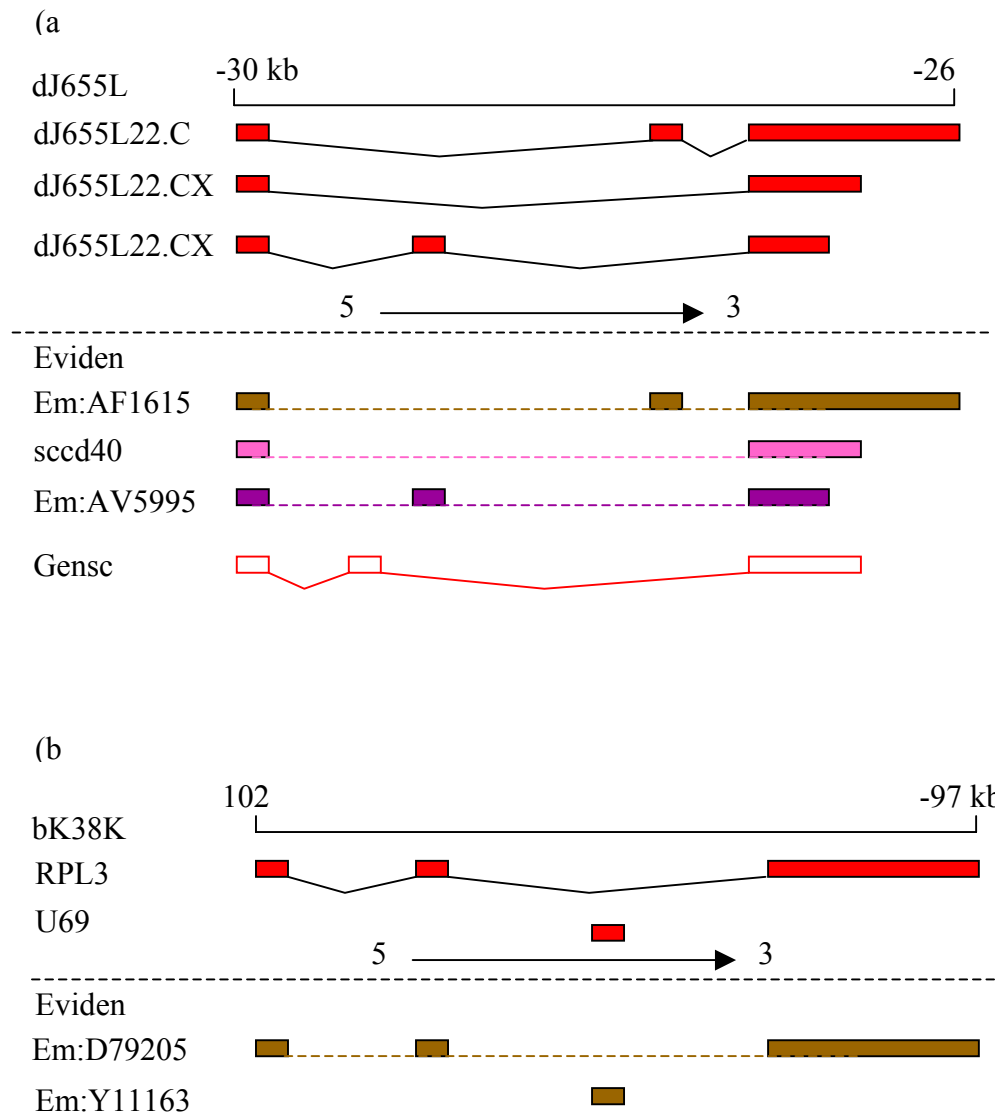 (a
-30 kb -26
dJ655L
dJ655L22.C
dJ655L22.CX
dJ655L22.CX
5 3
Eviden
Em:AF1615
sccd40
Em:AV5995
Gensc
(b
102 -97 kb
bK38K
RPL3
U69
5 3
Eviden
Em:D79205
Em:Y11163